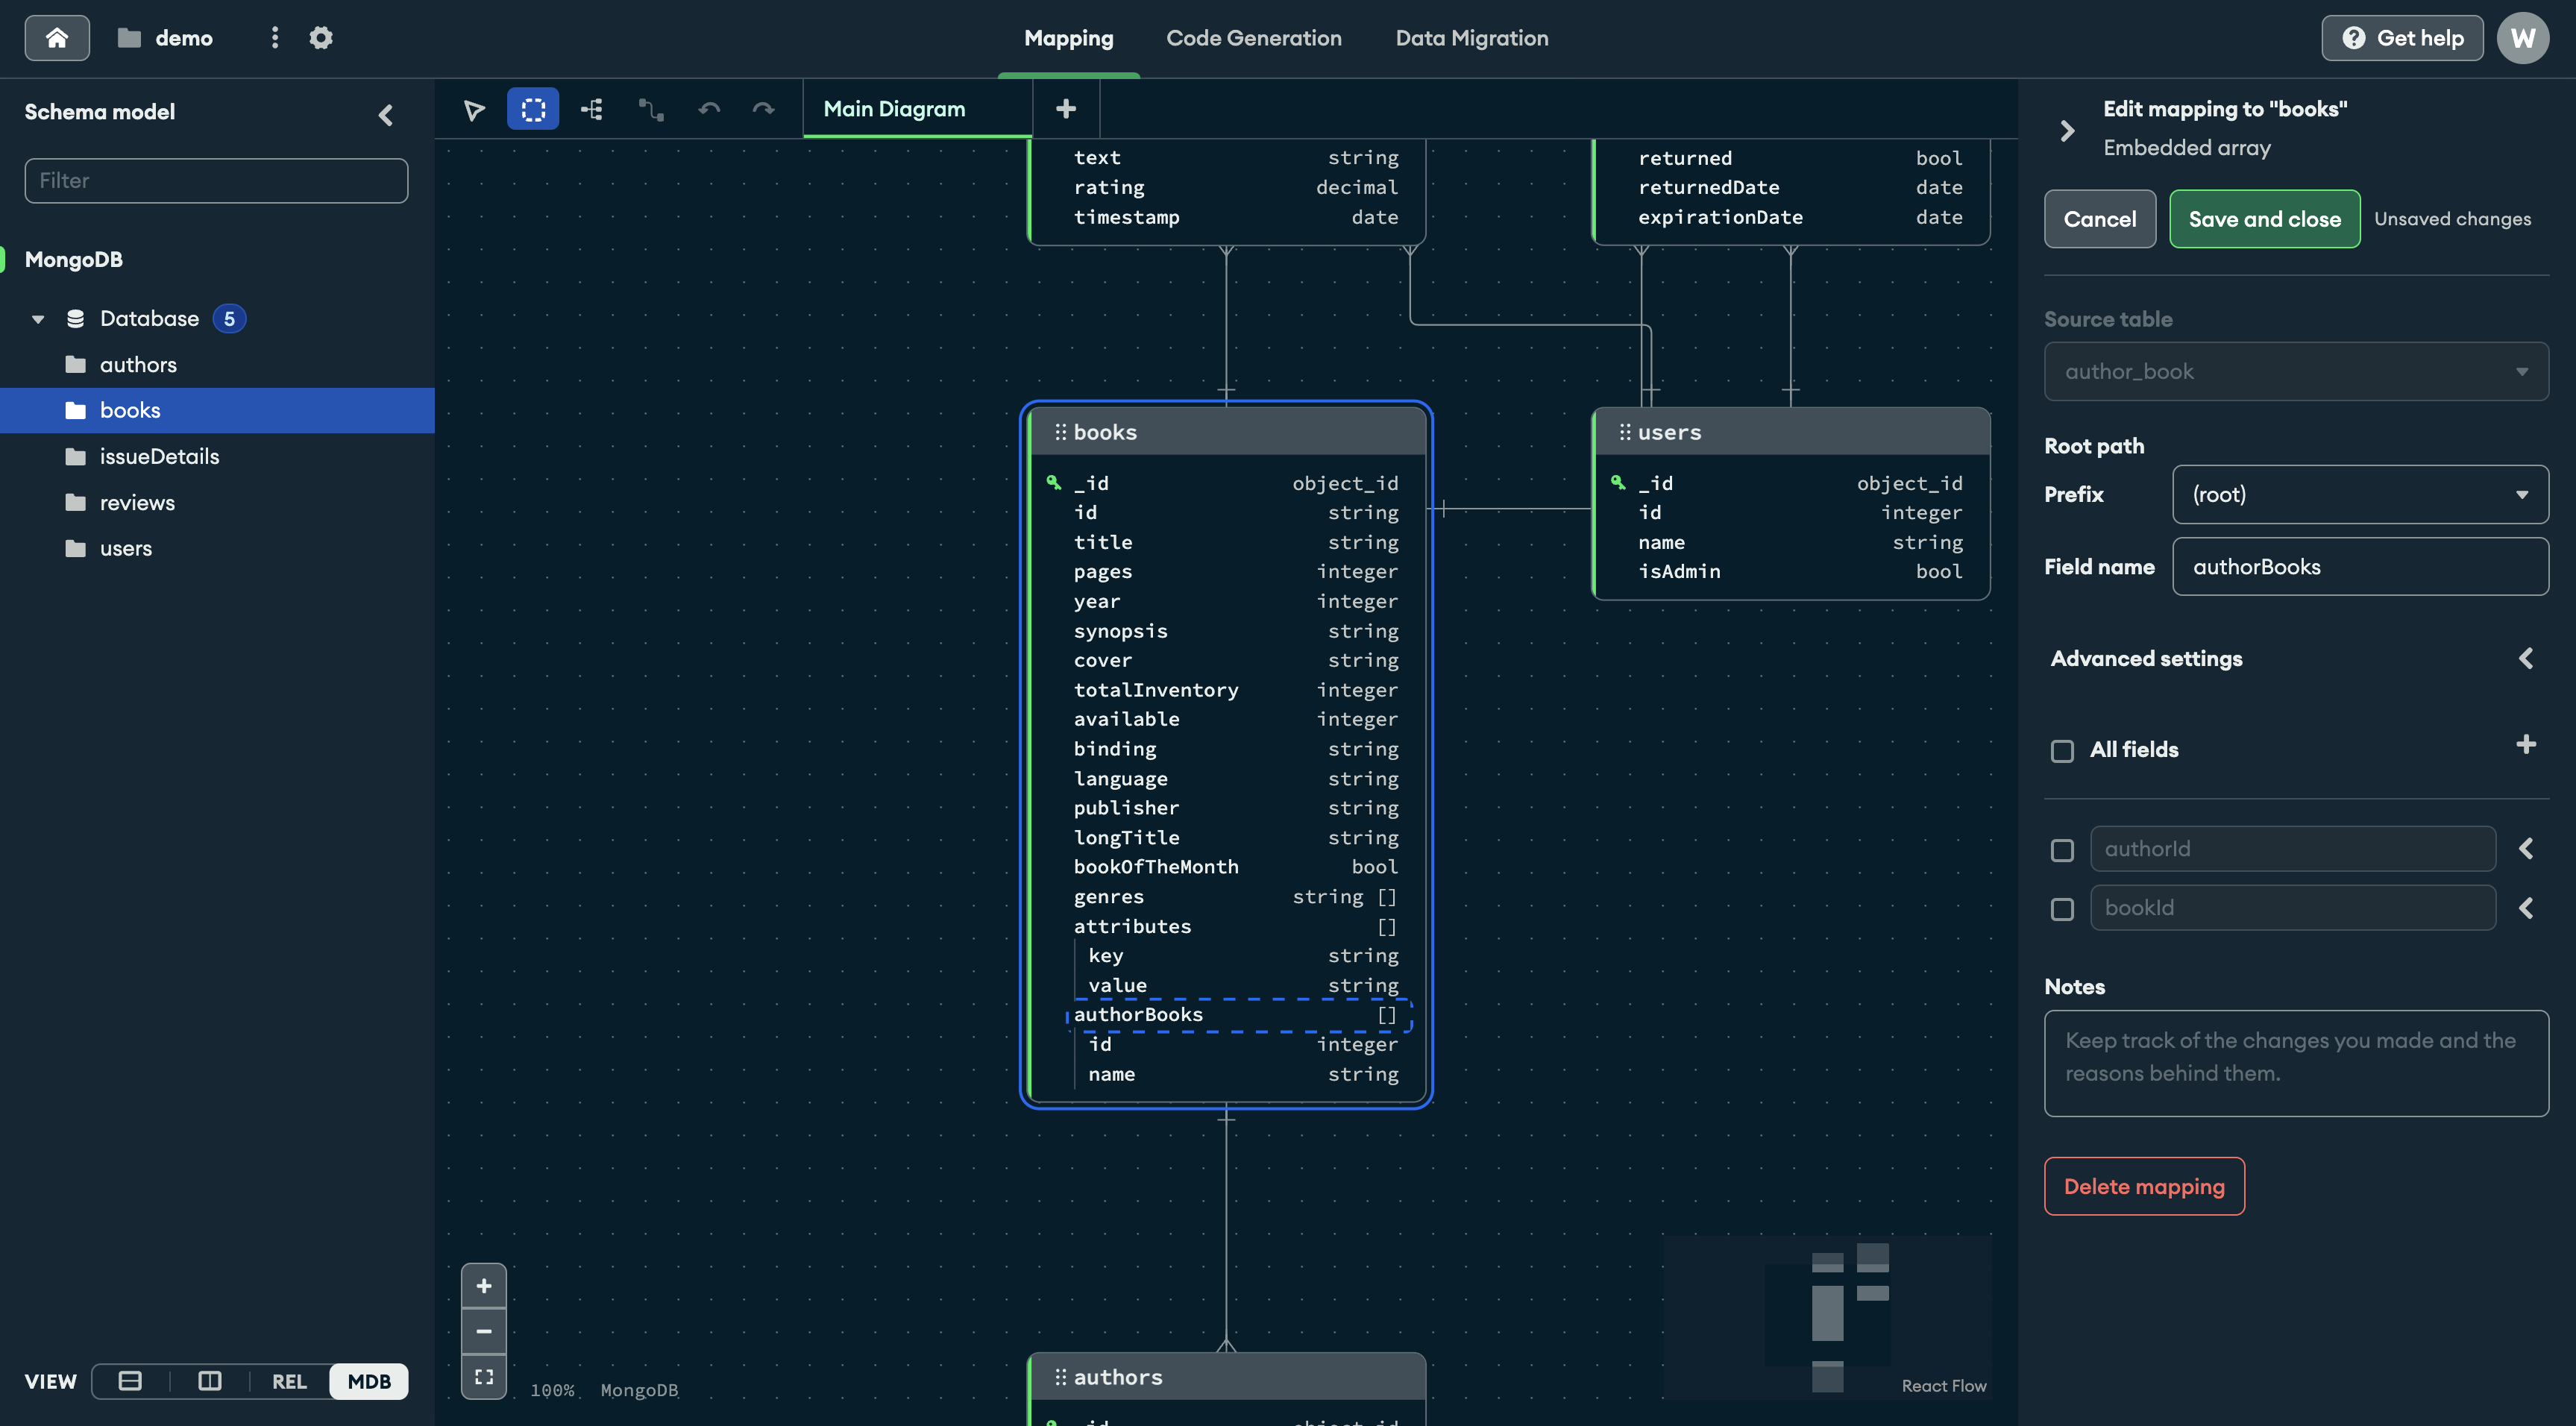 demo
Mapping
Code Generation
Data Migration
Get help
W
Schema model
Filter
MongoDB
Database 5
authors
books
issueDetails
reviews
users
VIEW
REL
MDB
Main Diagram
text string
rating decimal
timestamp date
returned bool
returnedDate date
expirationDate date
books
_id object_id
id string
title string
pages integer
year integer
synopsis string
cover string
totalInventory integer
available integer
binding string
language string
publisher string
longTitle string
bookOfTheMonth bool
genres string []
attributes []
key string
value string
authorBooks []
id integer
name string
users
_id object_id
id integer
name string
isAdmin bool
authors
_id object_id
100% MongoDB
React Flow
Edit mapping to "books"
Embedded array
Cancel
Save and close
Unsaved changes
Source table
author_book
Root path
Prefix (root)
Field name authorBooks
Advanced settings
All fields
authorId
bookId
Notes
Keep track of the changes you made and the
reasons behind them.
Delete mapping